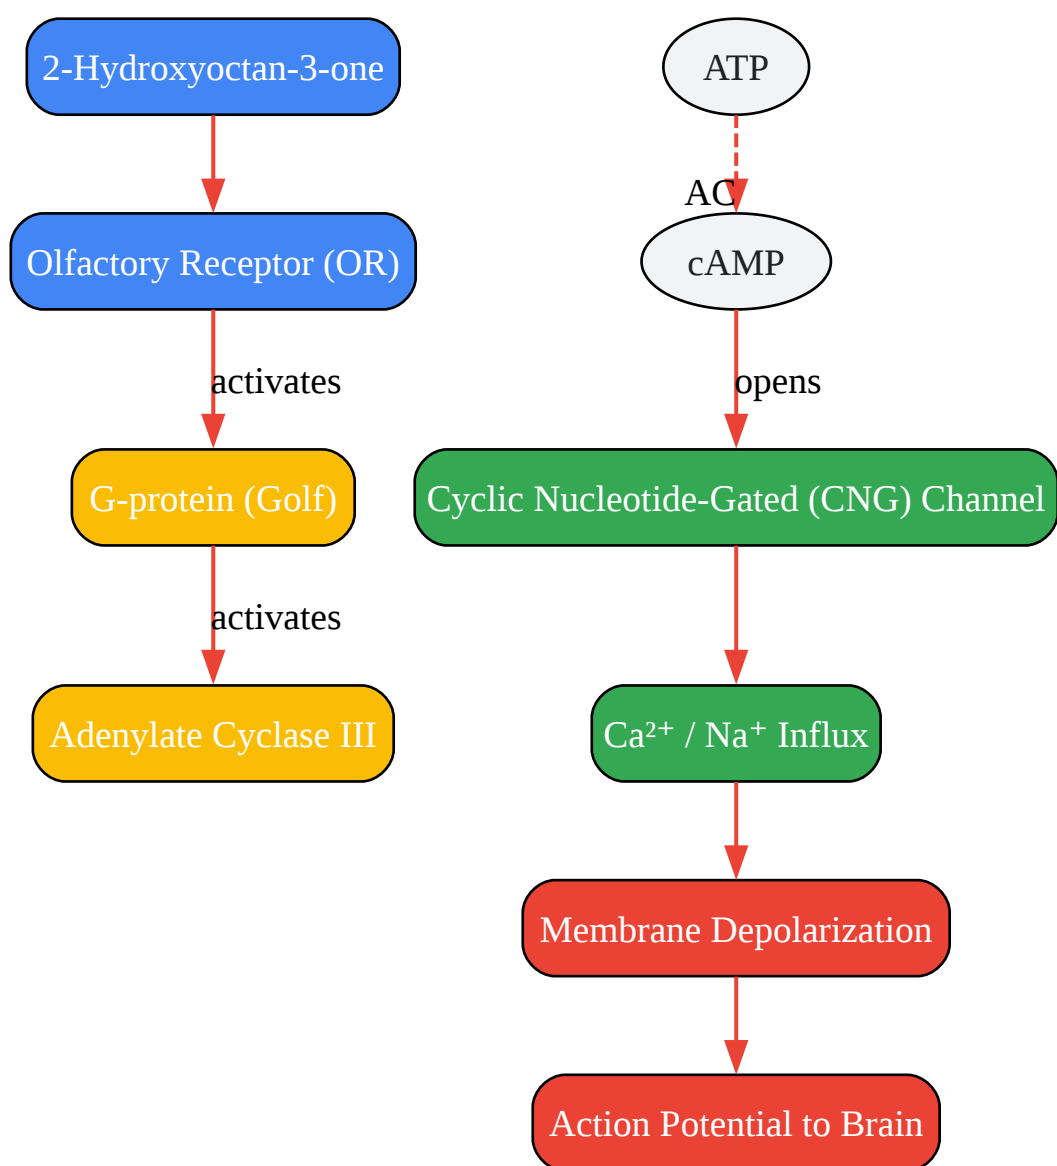 2-Hydroxyoctan-3-one
Olfactory Receptor (OR)
activates
G-protein (Golf)
activates
Adenylate Cyclase III
ATP
AC
cAMP
opens
Cyclic Nucleotide-Gated (CNG) Channel
Ca²⁺ / Na⁺ Influx
Membrane Depolarization
Action Potential to Brain